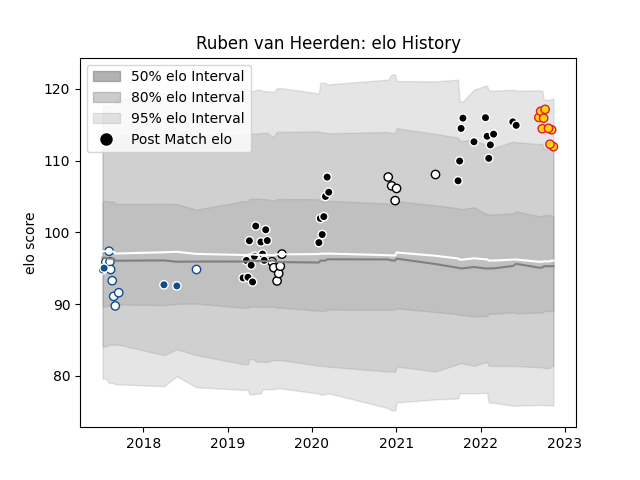 Ruben van Heerden: elo History
50% elo Interval
80% elo Interval
95% elo Interval
Post Match elo
elo score
120
110
100
90
80
2018
2019
2020
2021
2022
2023